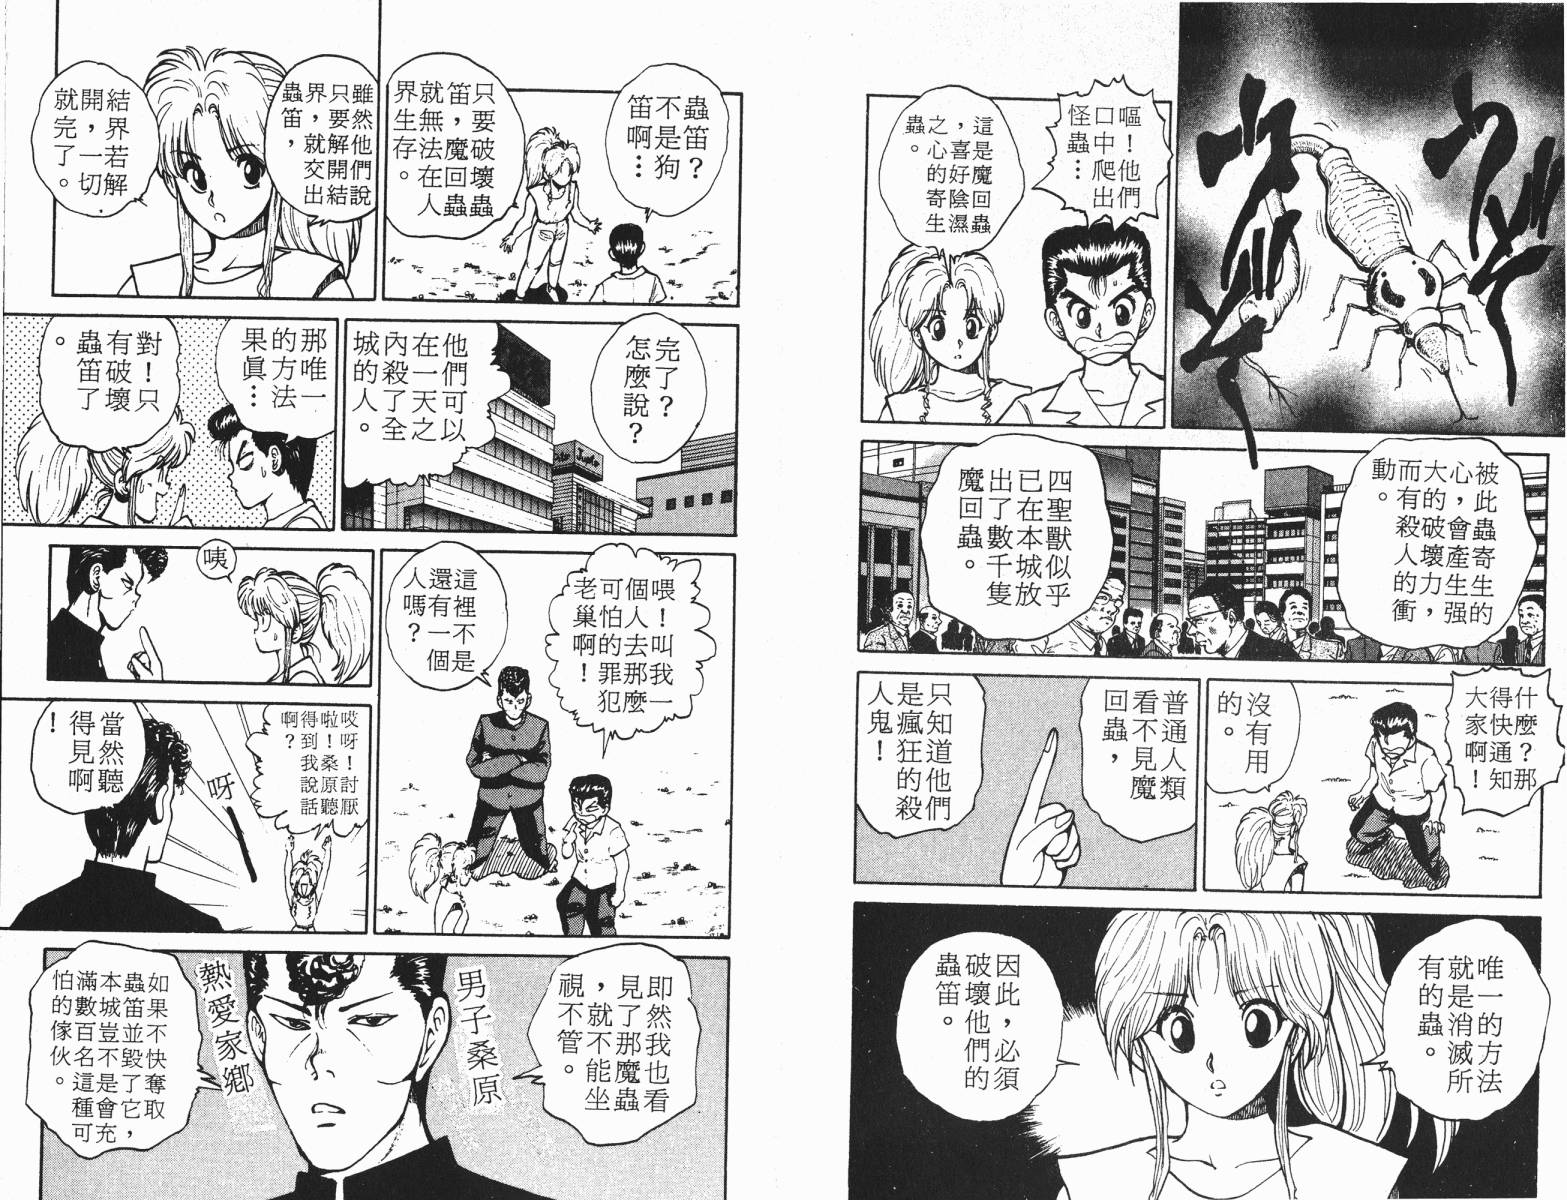 嘔！他們
口中爬出
怪蟲…
這是魔回蟲
，喜好陰濕
之心的寄生
蟲。
被此蟲寄生的
心，會產生强
大的破壞力，
而有殺人的衝
動。
四聖獸似乎
已在本城放
出了數千隻
魔回蟲。
什麼？那
得快通知
大家啊！
沒有用
的。
普通人類
看不見魔
回蟲，
只知道他們
是瘋狂的殺
人鬼！
唯一的方法
就是消滅所
有的蟲。
因此，必須
破壞他們的
蟲笛。
蟲笛？
不是狗
笛啊…
只要破壞蟲
笛，魔回蟲
就無法在人
界生存。
雖然他們說
只要解開結
界，就交出
蟲笛，
結界若解
開，一切
就完了。
完了？
怎麼說？
他們可以
在一天之
內殺了全
城的人。
那唯一
的方法
果眞…
對！只
有破壞
蟲笛了
。
喂！叫我一
個人去那麼
可怕的罪犯
老巢啊！
這裡不是
還有一個
人嗎？
咦
哎呀！討厭
啦！桑原聽
得到我說話
啊？
呀
當然聽
得見啊
！
即然我也看
見了那魔蟲
，就不能坐
視不管。
男子桑原
熱愛家鄉
如果不快奪取
蟲笛並毀了它，
本城豈不是會充
滿數百名這種可
怕的傢伙。